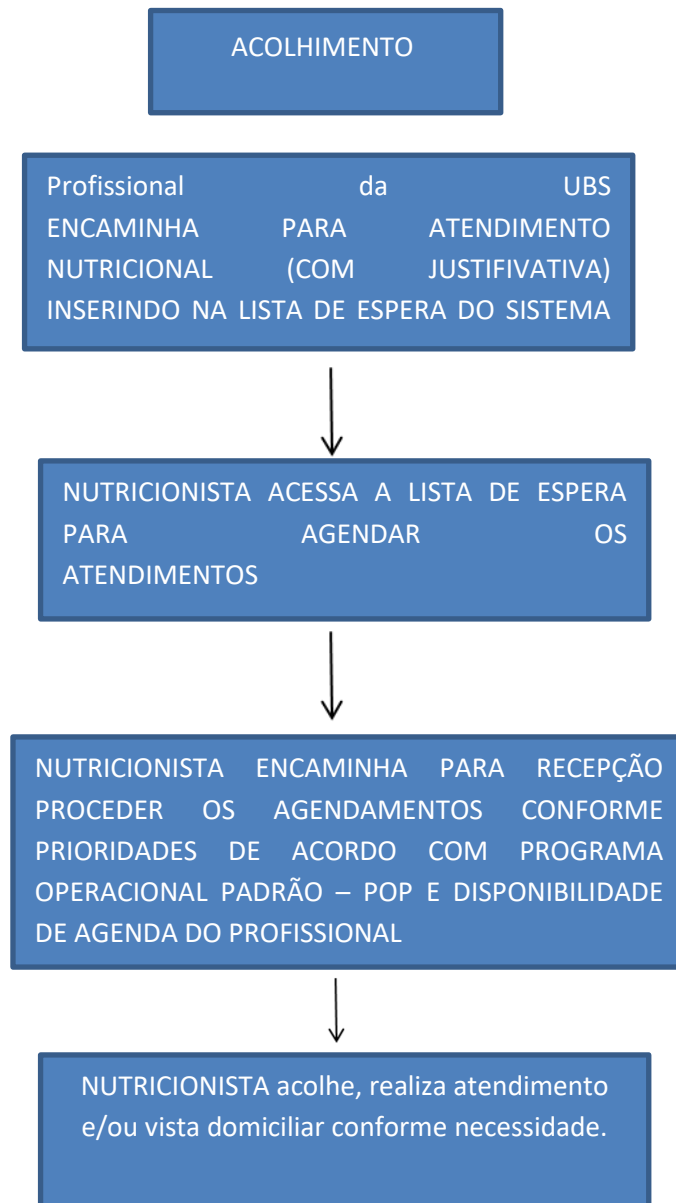 ACOLHIMENTO
Profissional da UBS
ENCAMINHA PARA ATENDIMENTO
NUTRICIONAL (COM JUSTIFIVATIVA)
INSERINDO NA LISTA DE ESPERA DO SISTEMA
NUTRICIONISTA ACESSA A LISTA DE ESPERA
PARA AGENDAR OS
ATENDIMENTOS
NUTRICIONISTA ENCAMINHA PARA RECEPÇÃO
PROCEDER OS AGENDAMENTOS CONFORME
PRIORIDADES DE ACORDO COM PROGRAMA
OPERACIONAL PADRÃO – POP E DISPONIBILIDADE
DE AGENDA DO PROFISSIONAL
NUTRICIONISTA acolhe, realiza atendimento
e/ou vista domiciliar conforme necessidade.